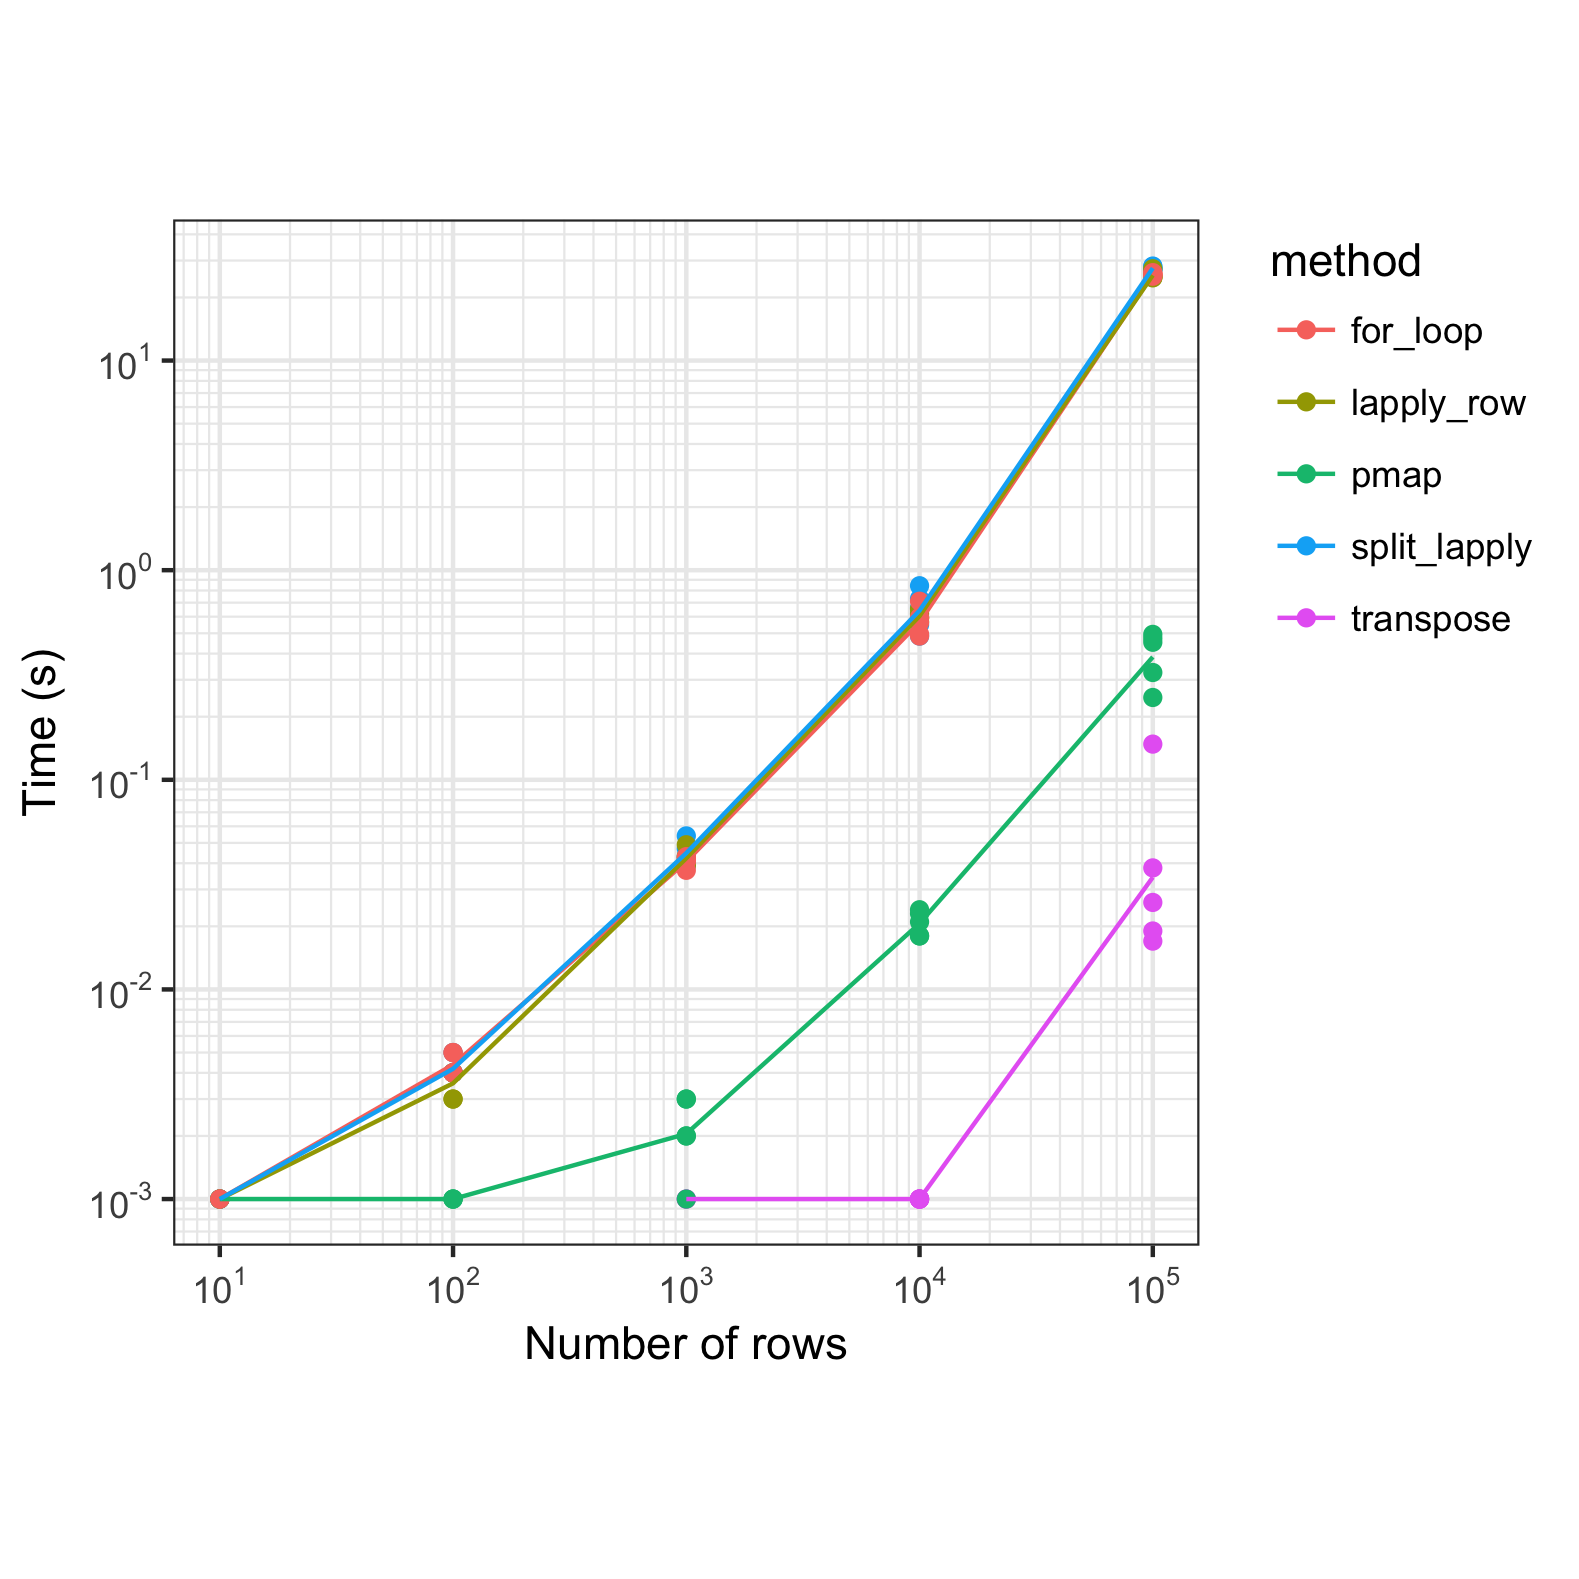 method
for_loop
lapply_row
pmap
split_lapply
transpose
Time (s)
10^1
10^0
10^-1
10^-2
10^-3
10^1 10^2 10^3 10^4 10^5
Number of rows